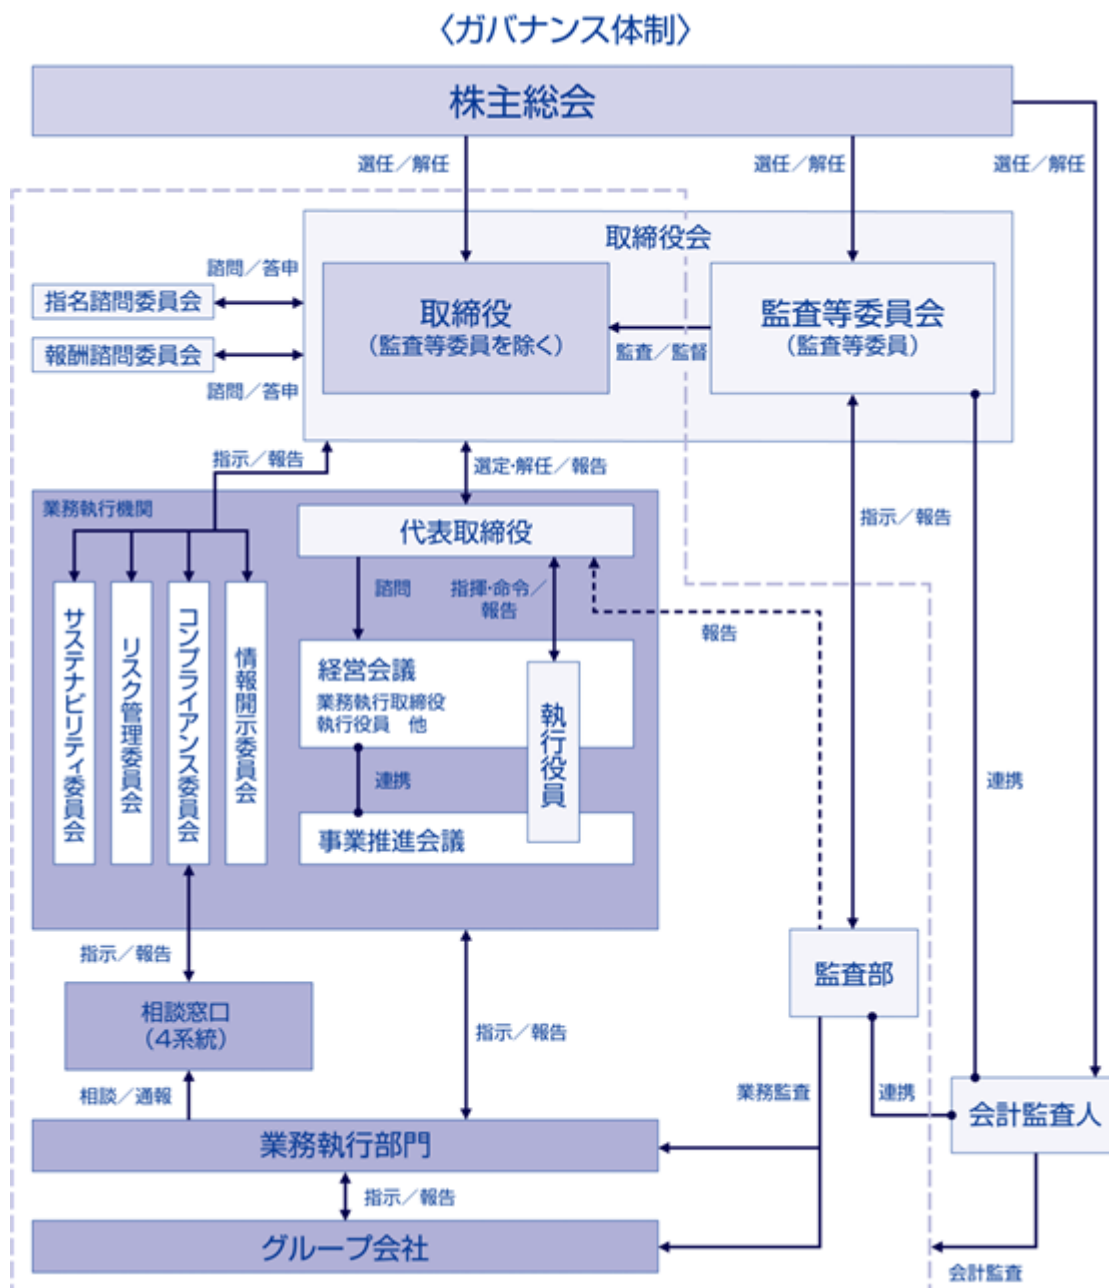 〈ガバナンス体制〉
株主総会
選任／解任
選任／解任
選任／解任
取締役会
諮問／答申
指名諮問委員会
報酬諮問委員会
諮問／答申
取締役
（監査等委員を除く）
監査／監督
監査等委員会
（監査等委員）
指示／報告
選定・解任／報告
業務執行機関
代表取締役
指示／報告
諮問
指揮・命令／
報告
報告
サステナビリティ委員会
リスク管理委員会
コンプライアンス委員会
情報開示委員会
経営会議
業務執行取締役
執行役員　他
執行役員
連携
連携
事業推進会議
指示／報告
監査部
相談窓口
（4系統）
指示／報告
相談／通報
業務監査
連携
会計監査人
業務執行部門
指示／報告
グループ会社
会計監査